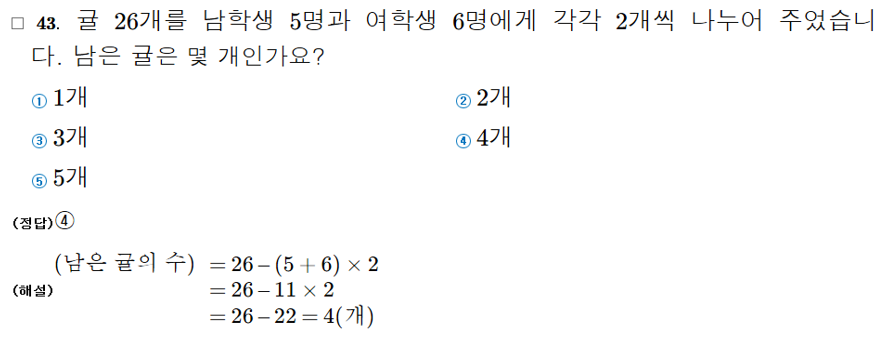 □ 43. 귤 26개를 남학생 5명과 여학생 6명에게 각각 2개씩 나누어 주었습니
다. 남은 귤은 몇 개인가요?
① 1개 ② 2개
③ 3개 ④ 4개
⑤ 5개
(정답)④
(남은 귤의 수) = 26 - (5 + 6) × 2
(해설) = 26 - 11 × 2
= 26 - 22 = 4(개)